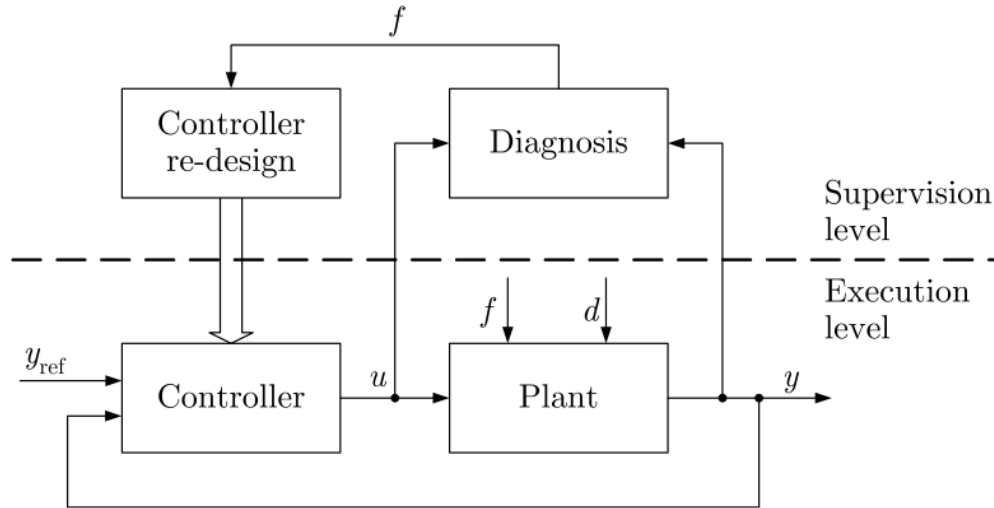 f
Controller
re-design
Diagnosis
Supervision
level
Execution
level
f
d
y_ref
Controller
u
Plant
y